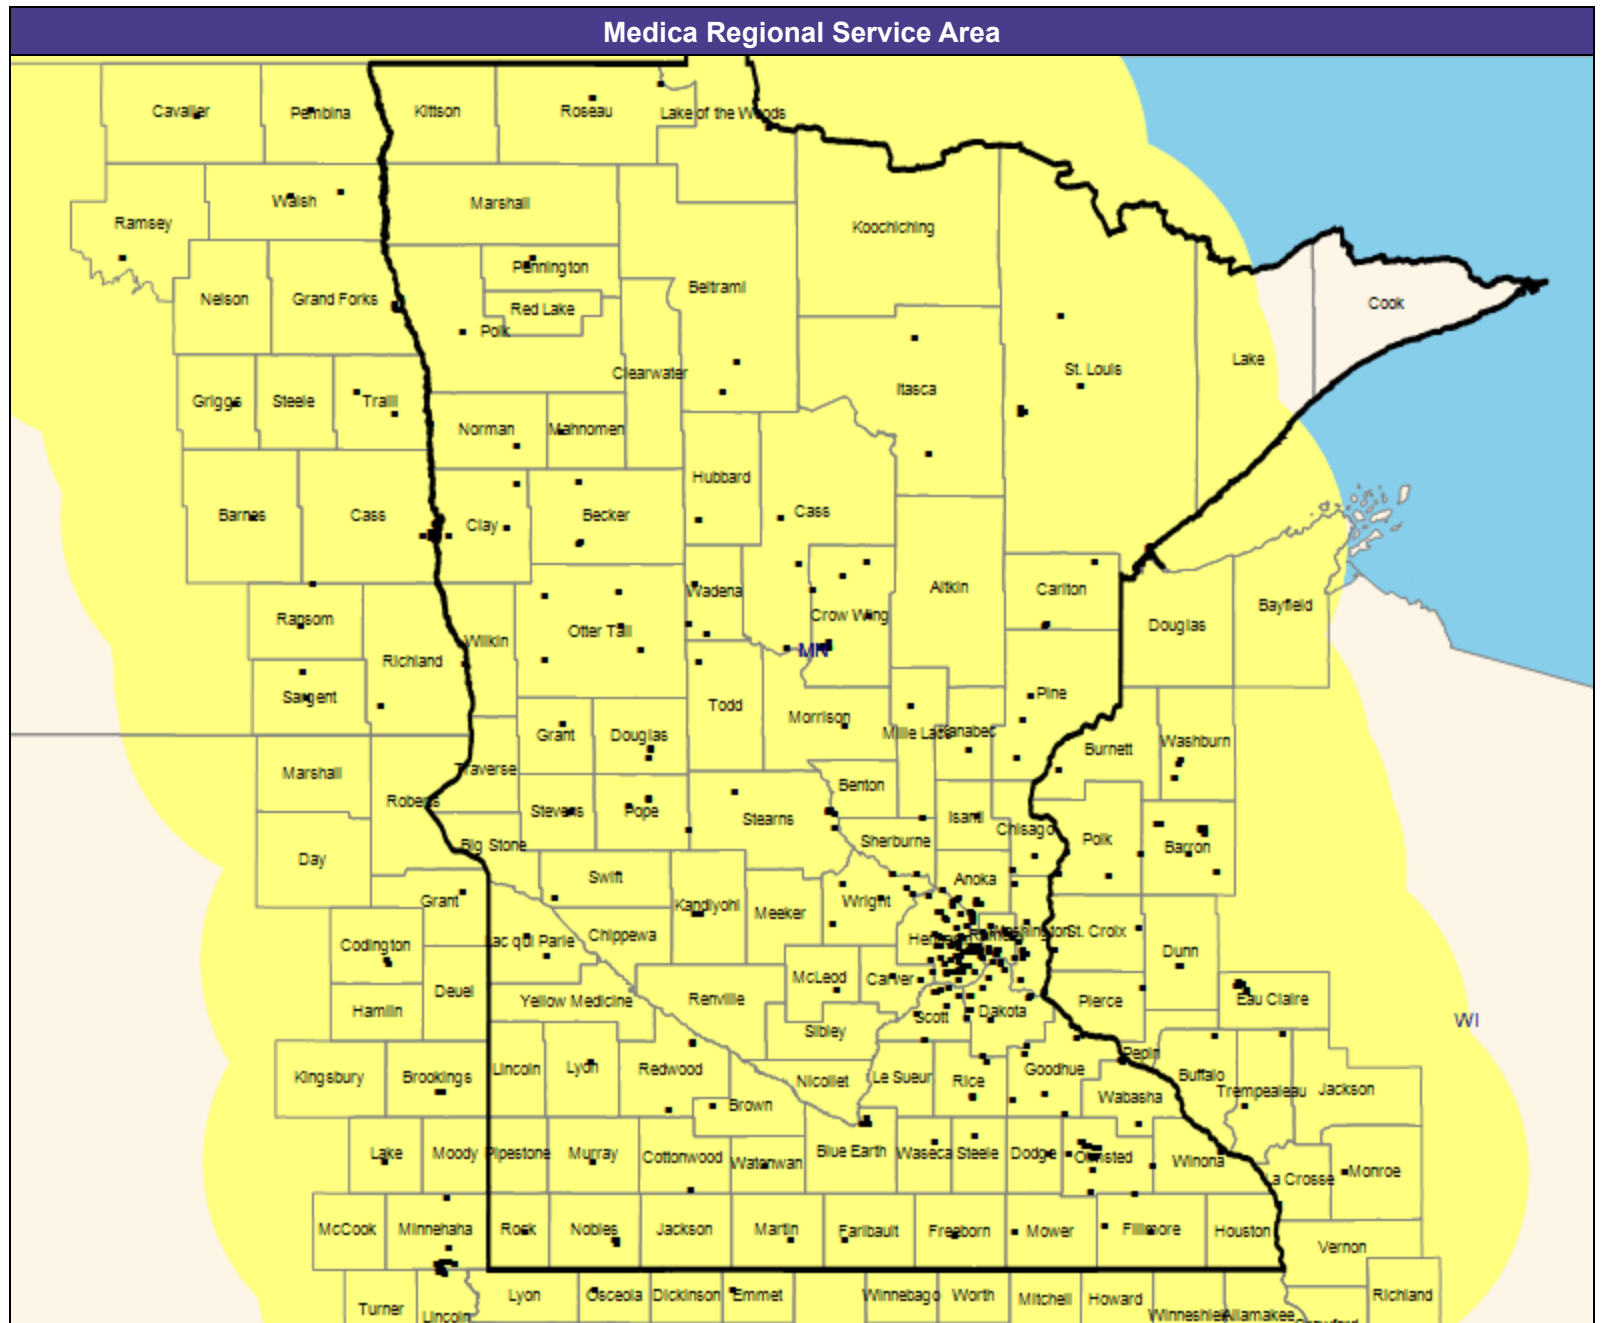 Medica Regional Service Area
Cavalier
Pembina
Kittson
Roseau
Lake of the Woods
Walsh
Marshall
Ramsey
Koochiching
Pennington
Nelson
Grand Forks
Beltrami
Red Lake
Cook
Polk
Lake
St. Louis
Clearwater
Itasca
Griggs
Steele
Traill
Norman
Mahnomen
Hubbard
Barnes
Cass
Clay
Becker
Cass
Aitkin
Carlton
Wadena
Bayfield
Ransom
Crow Wing
Otter Tail
Douglas
Wilkin
MN
Richland
Sargent
Pine
Todd
Morrison
Grant
Douglas
Mille Lacs
Kanabec
Burnett
Washburn
Marshall
Traverse
Benton
Roberts
Stevens
Pope
Stearns
Isanti
Chisago
Sherburne
Polk
Barron
Big Stone
Day
Swift
Anoka
Grant
Kandiyohi
Meeker
Wright
Codington
Lac qui Parle
Chippewa
Hennepin
Ramsey
Washington
St. Croix
Dunn
McLeod
Carver
Deuel
Yellow Medicine
Renville
Pierce
Eau Claire
Hamlin
Scott
Dakota
WI
Sibley
Pepin
Kingsbury
Brookings
Lincoln
Lyon
Redwood
Nicollet
Le Sueur
Rice
Goodhue
Buffalo
Trempealeau
Jackson
Wabasha
Brown
Lake
Moody
Pipestone
Murray
Cottonwood
Watonwan
Blue Earth
Waseca
Steele
Dodge
Olmsted
Winona
La Crosse
Monroe
McCook
Minnehaha
Rock
Nobles
Jackson
Martin
Faribault
Freeborn
Mower
Fillmore
Houston
Vernon
Turner
Lincoln
Lyon
Osceola
Dickinson
Emmet
Winnebago
Worth
Mitchell
Howard
Winneshiek
Allamakee
Crawford
Richland